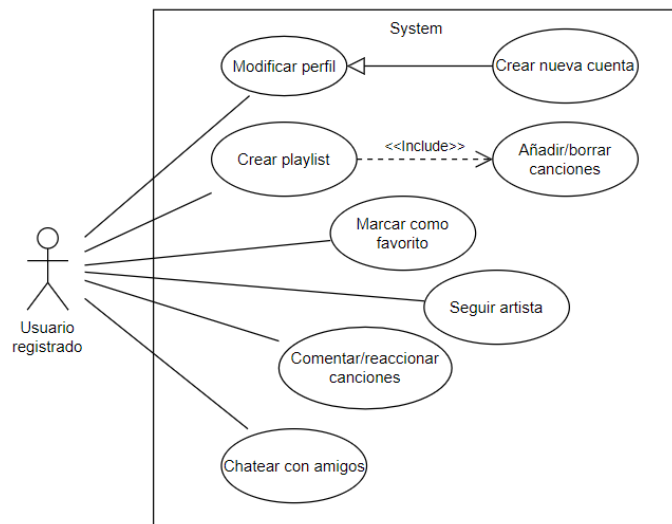 System
Modificar perfil
Crear nueva cuenta
Crear playlist
<<Include>>
Añadir/borrar
canciones
Marcar como
favorito
Seguir artista
Usuario
registrado
Comentar/reaccionar
canciones
Chatear con amigos